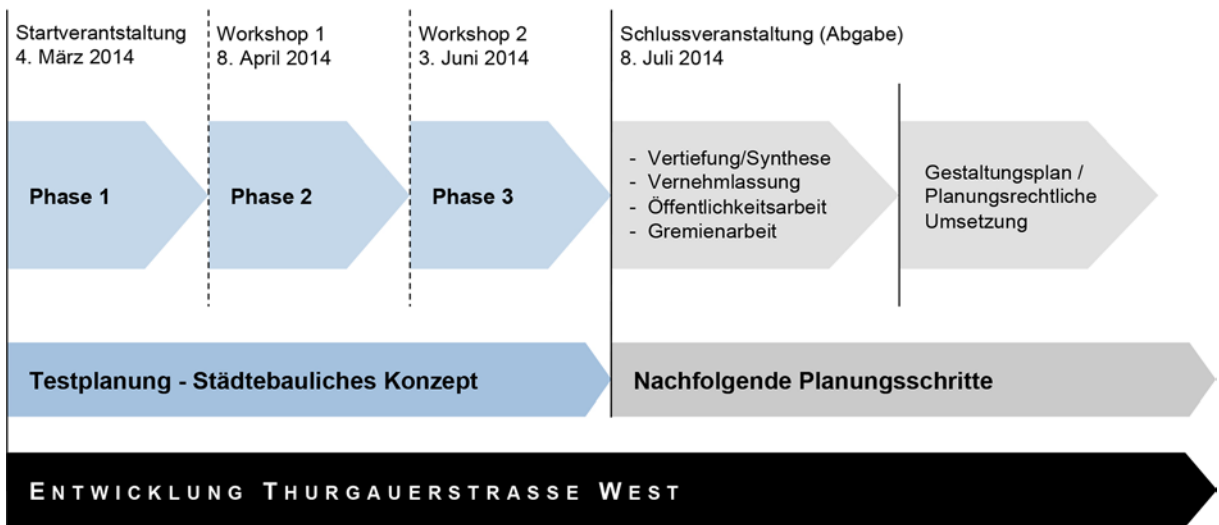 Startverantstaltung
4. März 2014
Workshop 1
8. April 2014
Workshop 2
3. Juni 2014
Schlussveranstaltung (Abgabe)
8. Juli 2014
Phase 1
Phase 2
Phase 3
- Vertiefung/Synthese
- Vernehmlassung
- Öffentlichkeitsarbeit
- Gremienarbeit
Gestaltungsplan /
Planungsrechtliche
Umsetzung
Testplanung - Städtebauliches Konzept
Nachfolgende Planungsschritte
ENTWICKLUNG THURGAUERSTRASSE WEST